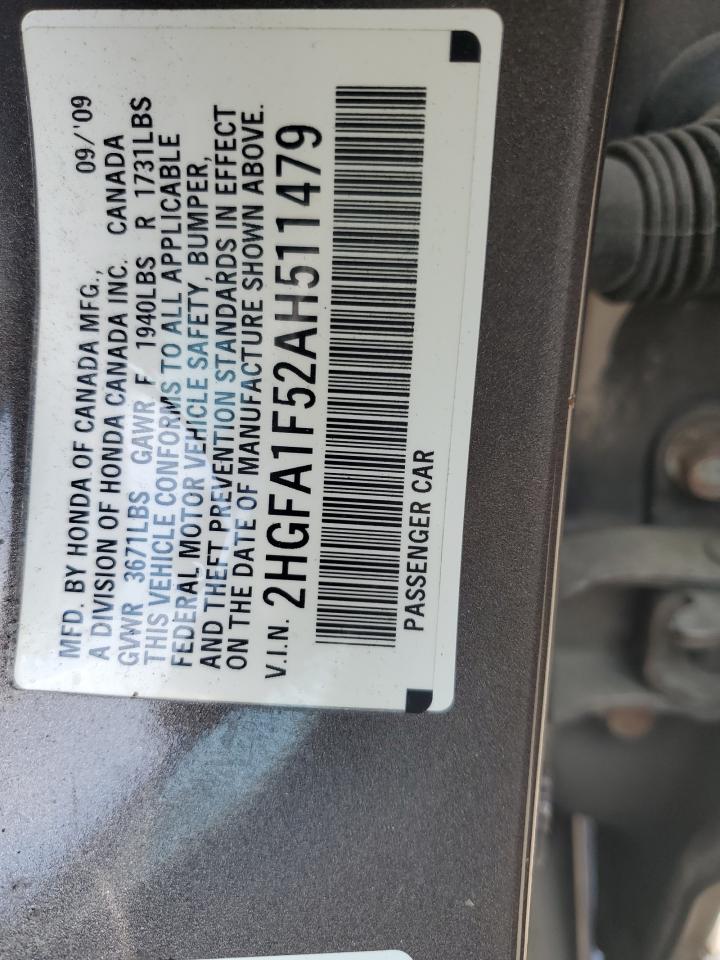 MFD. BY HONDA OF CANADA MFG., 09/'09
A DIVISION OF HONDA CANADA INC. CANADA
GVWR 3671LBS GAWR F 1940LBS R 1731LBS
THIS VEHICLE CONFORMS TO ALL APPLICABLE
FEDERAL MOTOR VEHICLE SAFETY, BUMPER,
AND THEFT PREVENTION STANDARDS IN EFFECT
ON THE DATE OF MANUFACTURE SHOWN ABOVE.
V.I.N. 2HGFA1F52AH511479
PASSENGER CAR